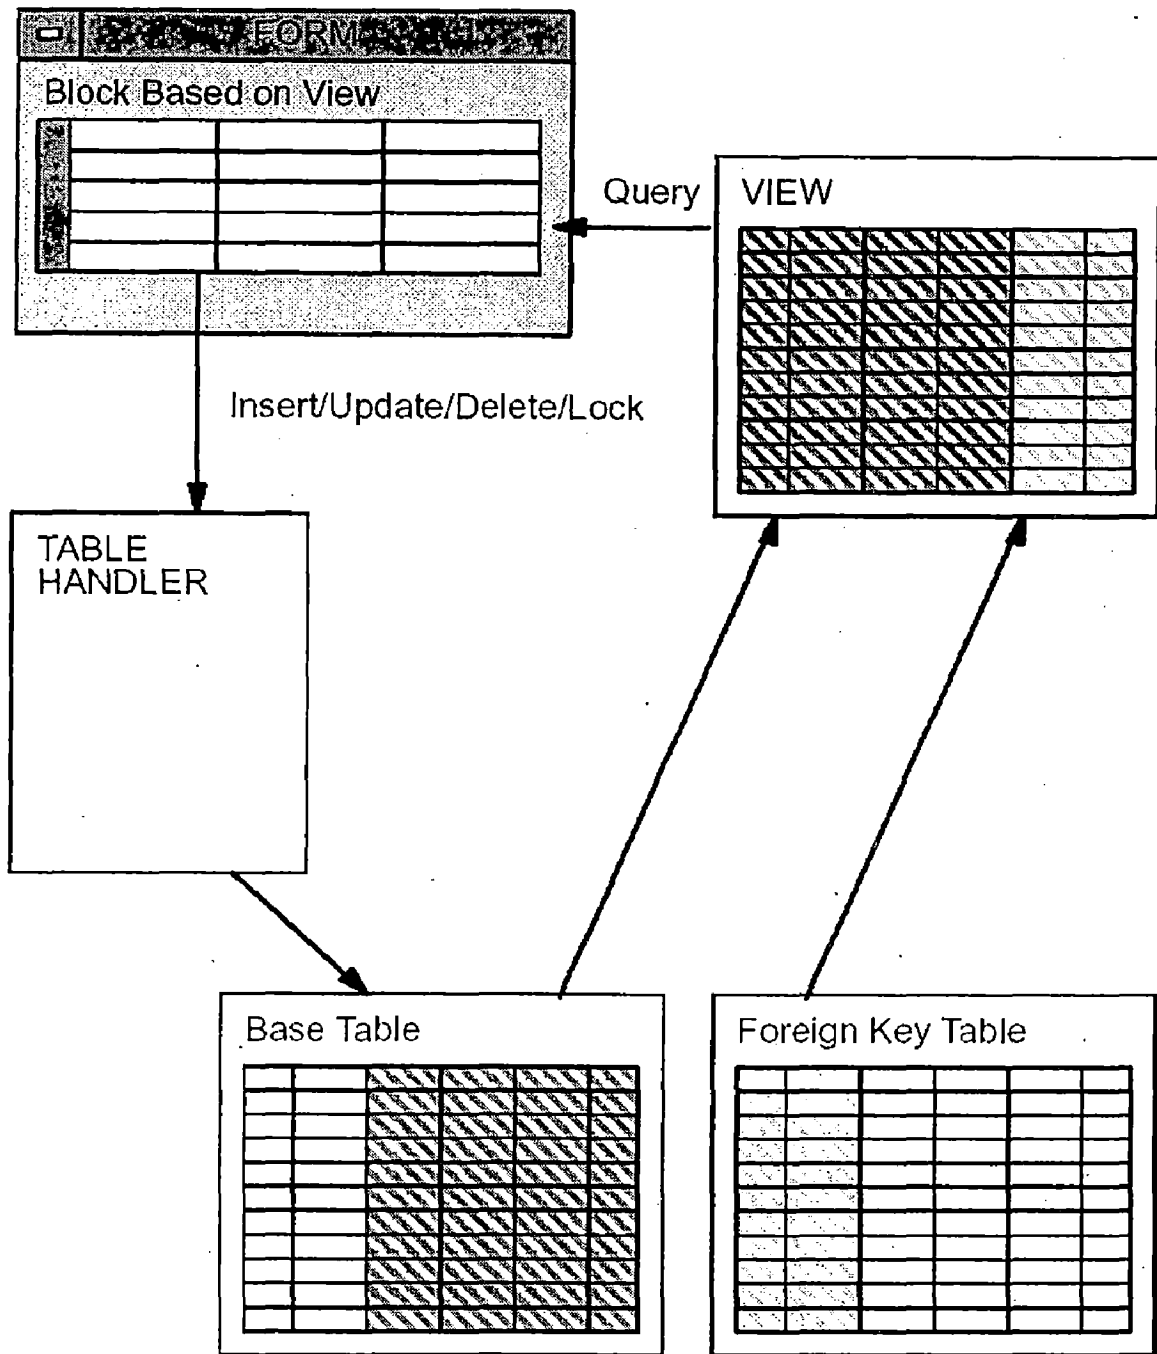 FORM
Block Based on View
Query
VIEW
Insert/Update/Delete/Lock
TABLE
HANDLER
Base Table
Foreign Key Table